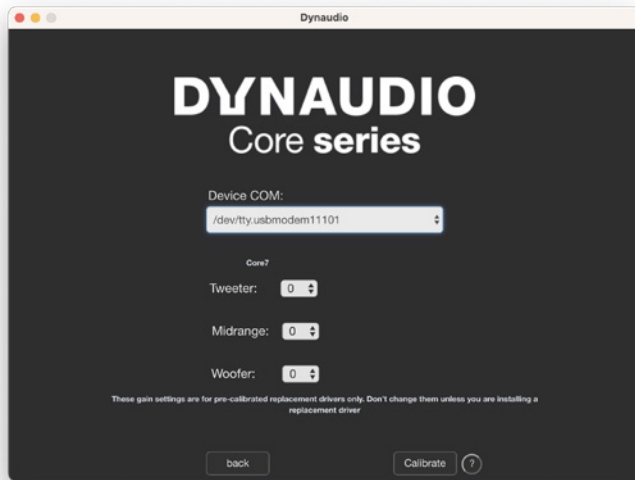 Dynaudio
DYNAUDIO
Core series
Device COM:
/dev/tty.usbmodem11101
Core7
Tweeter: 0
Midrange: 0
Woofer: 0
These gain settings are for pre-calibrated replacement drivers only. Don't change them unless you are installing a
replacement driver
back Calibrate ?